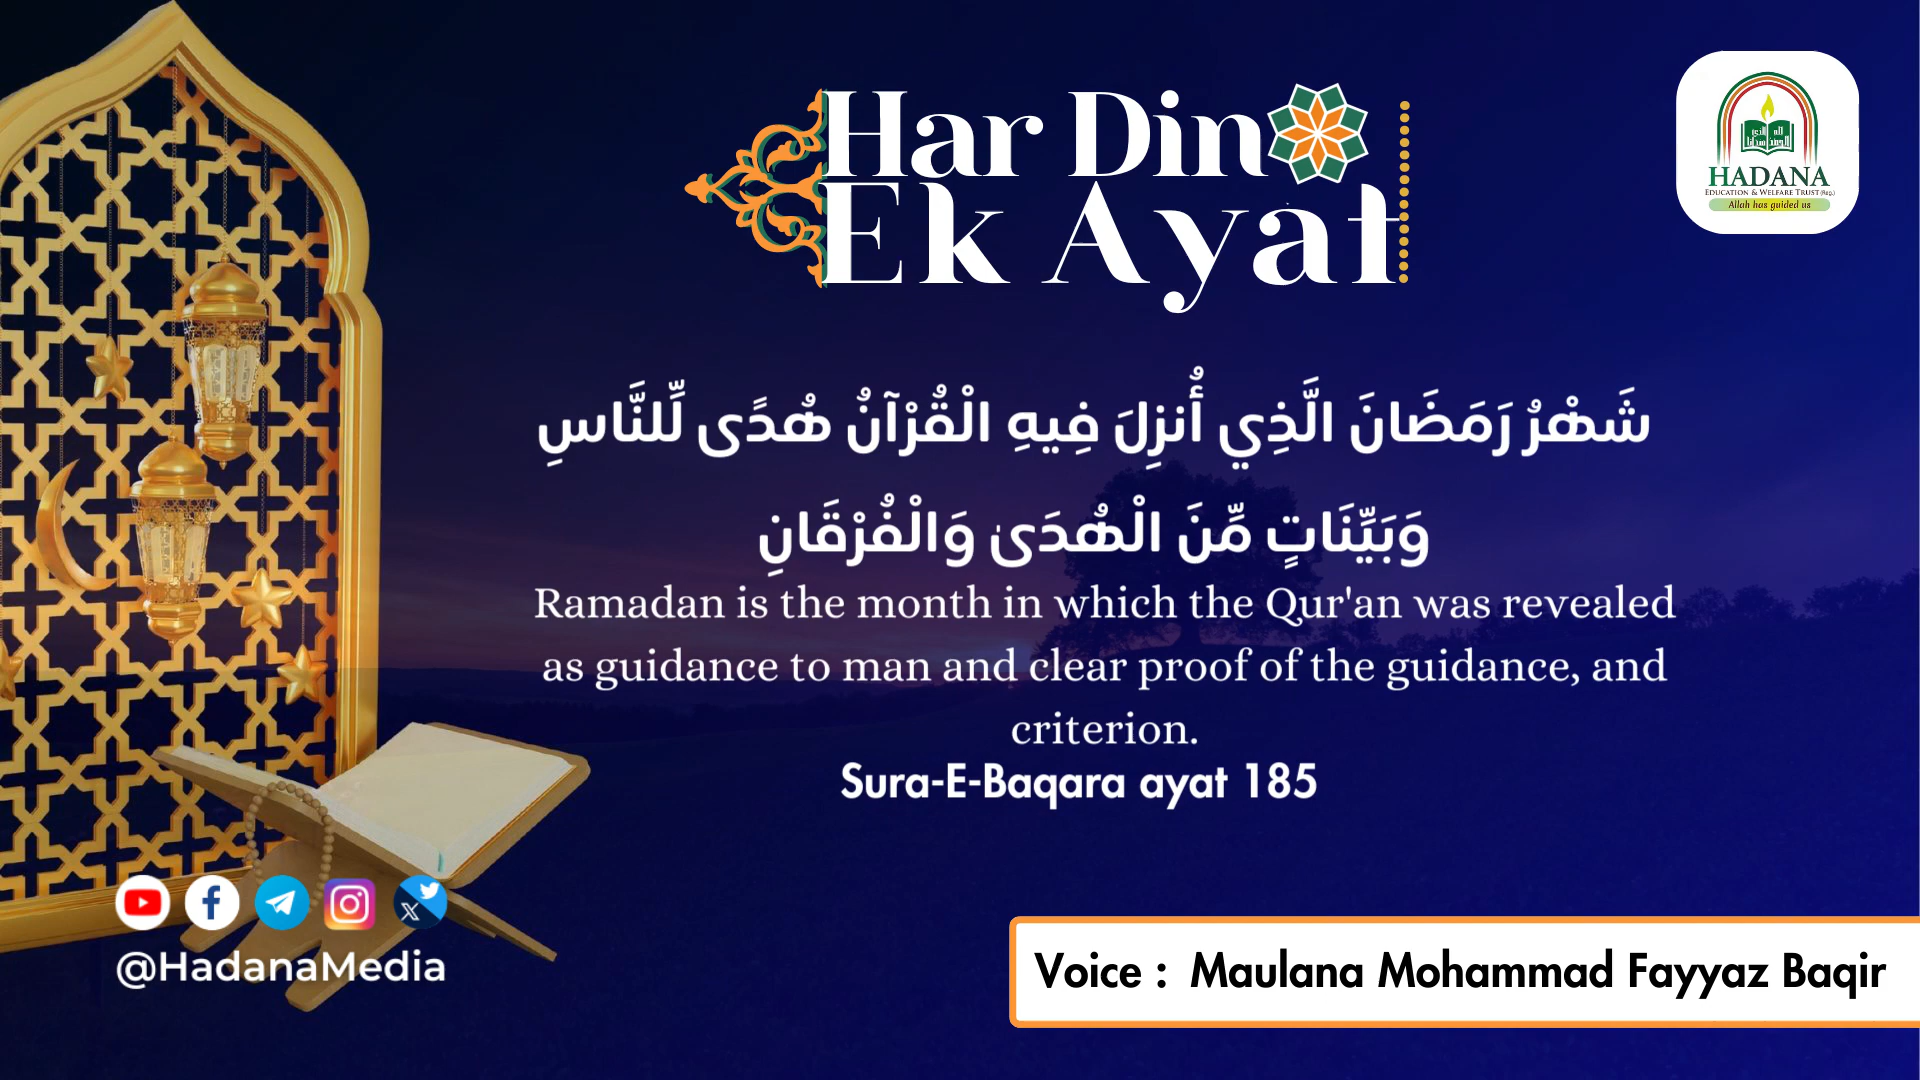 Har Din
Ek Ayat
HADANA
EDUCATION & WELFARE TRUST (Reg.)
Allah has guided us
شَهْرُ رَمَضَانَ الَّذِي أُنزِلَ فِيهِ الْقُرْآنُ هُدًى لِّلنَّاسِ
وَبَيِّنَاتٍ مِّنَ الْهُدَىٰ وَالْفُرْقَانِ
Ramadan is the month in which the Qur'an was revealed
as guidance to man and clear proof of the guidance, and
criterion.
Sura-E-Baqara ayat 185
@HadanaMedia
Voice : Maulana Mohammad Fayyaz Baqir